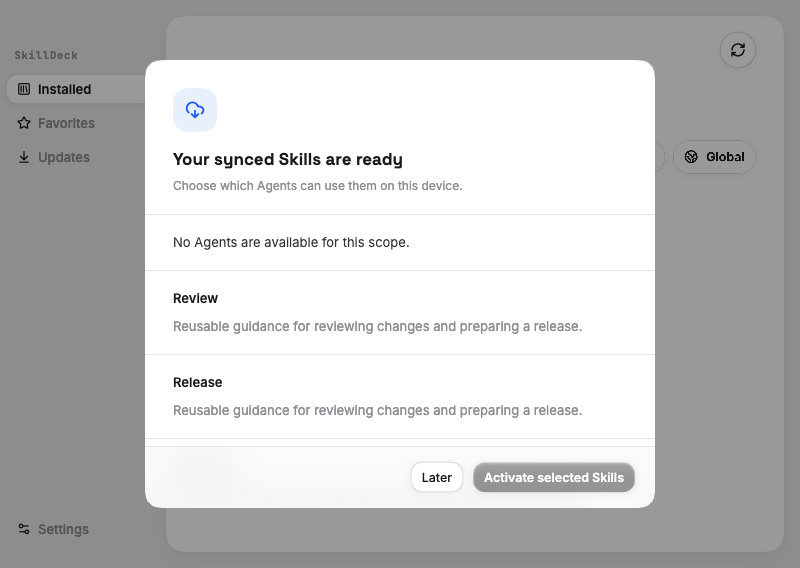 SkillDeck
Installed
Favorites
Updates
Settings
Global
Your synced Skills are ready
Choose which Agents can use them on this device.
No Agents are available for this scope.
Review
Reusable guidance for reviewing changes and preparing a release.
Release
Reusable guidance for reviewing changes and preparing a release.
Later
Activate selected Skills